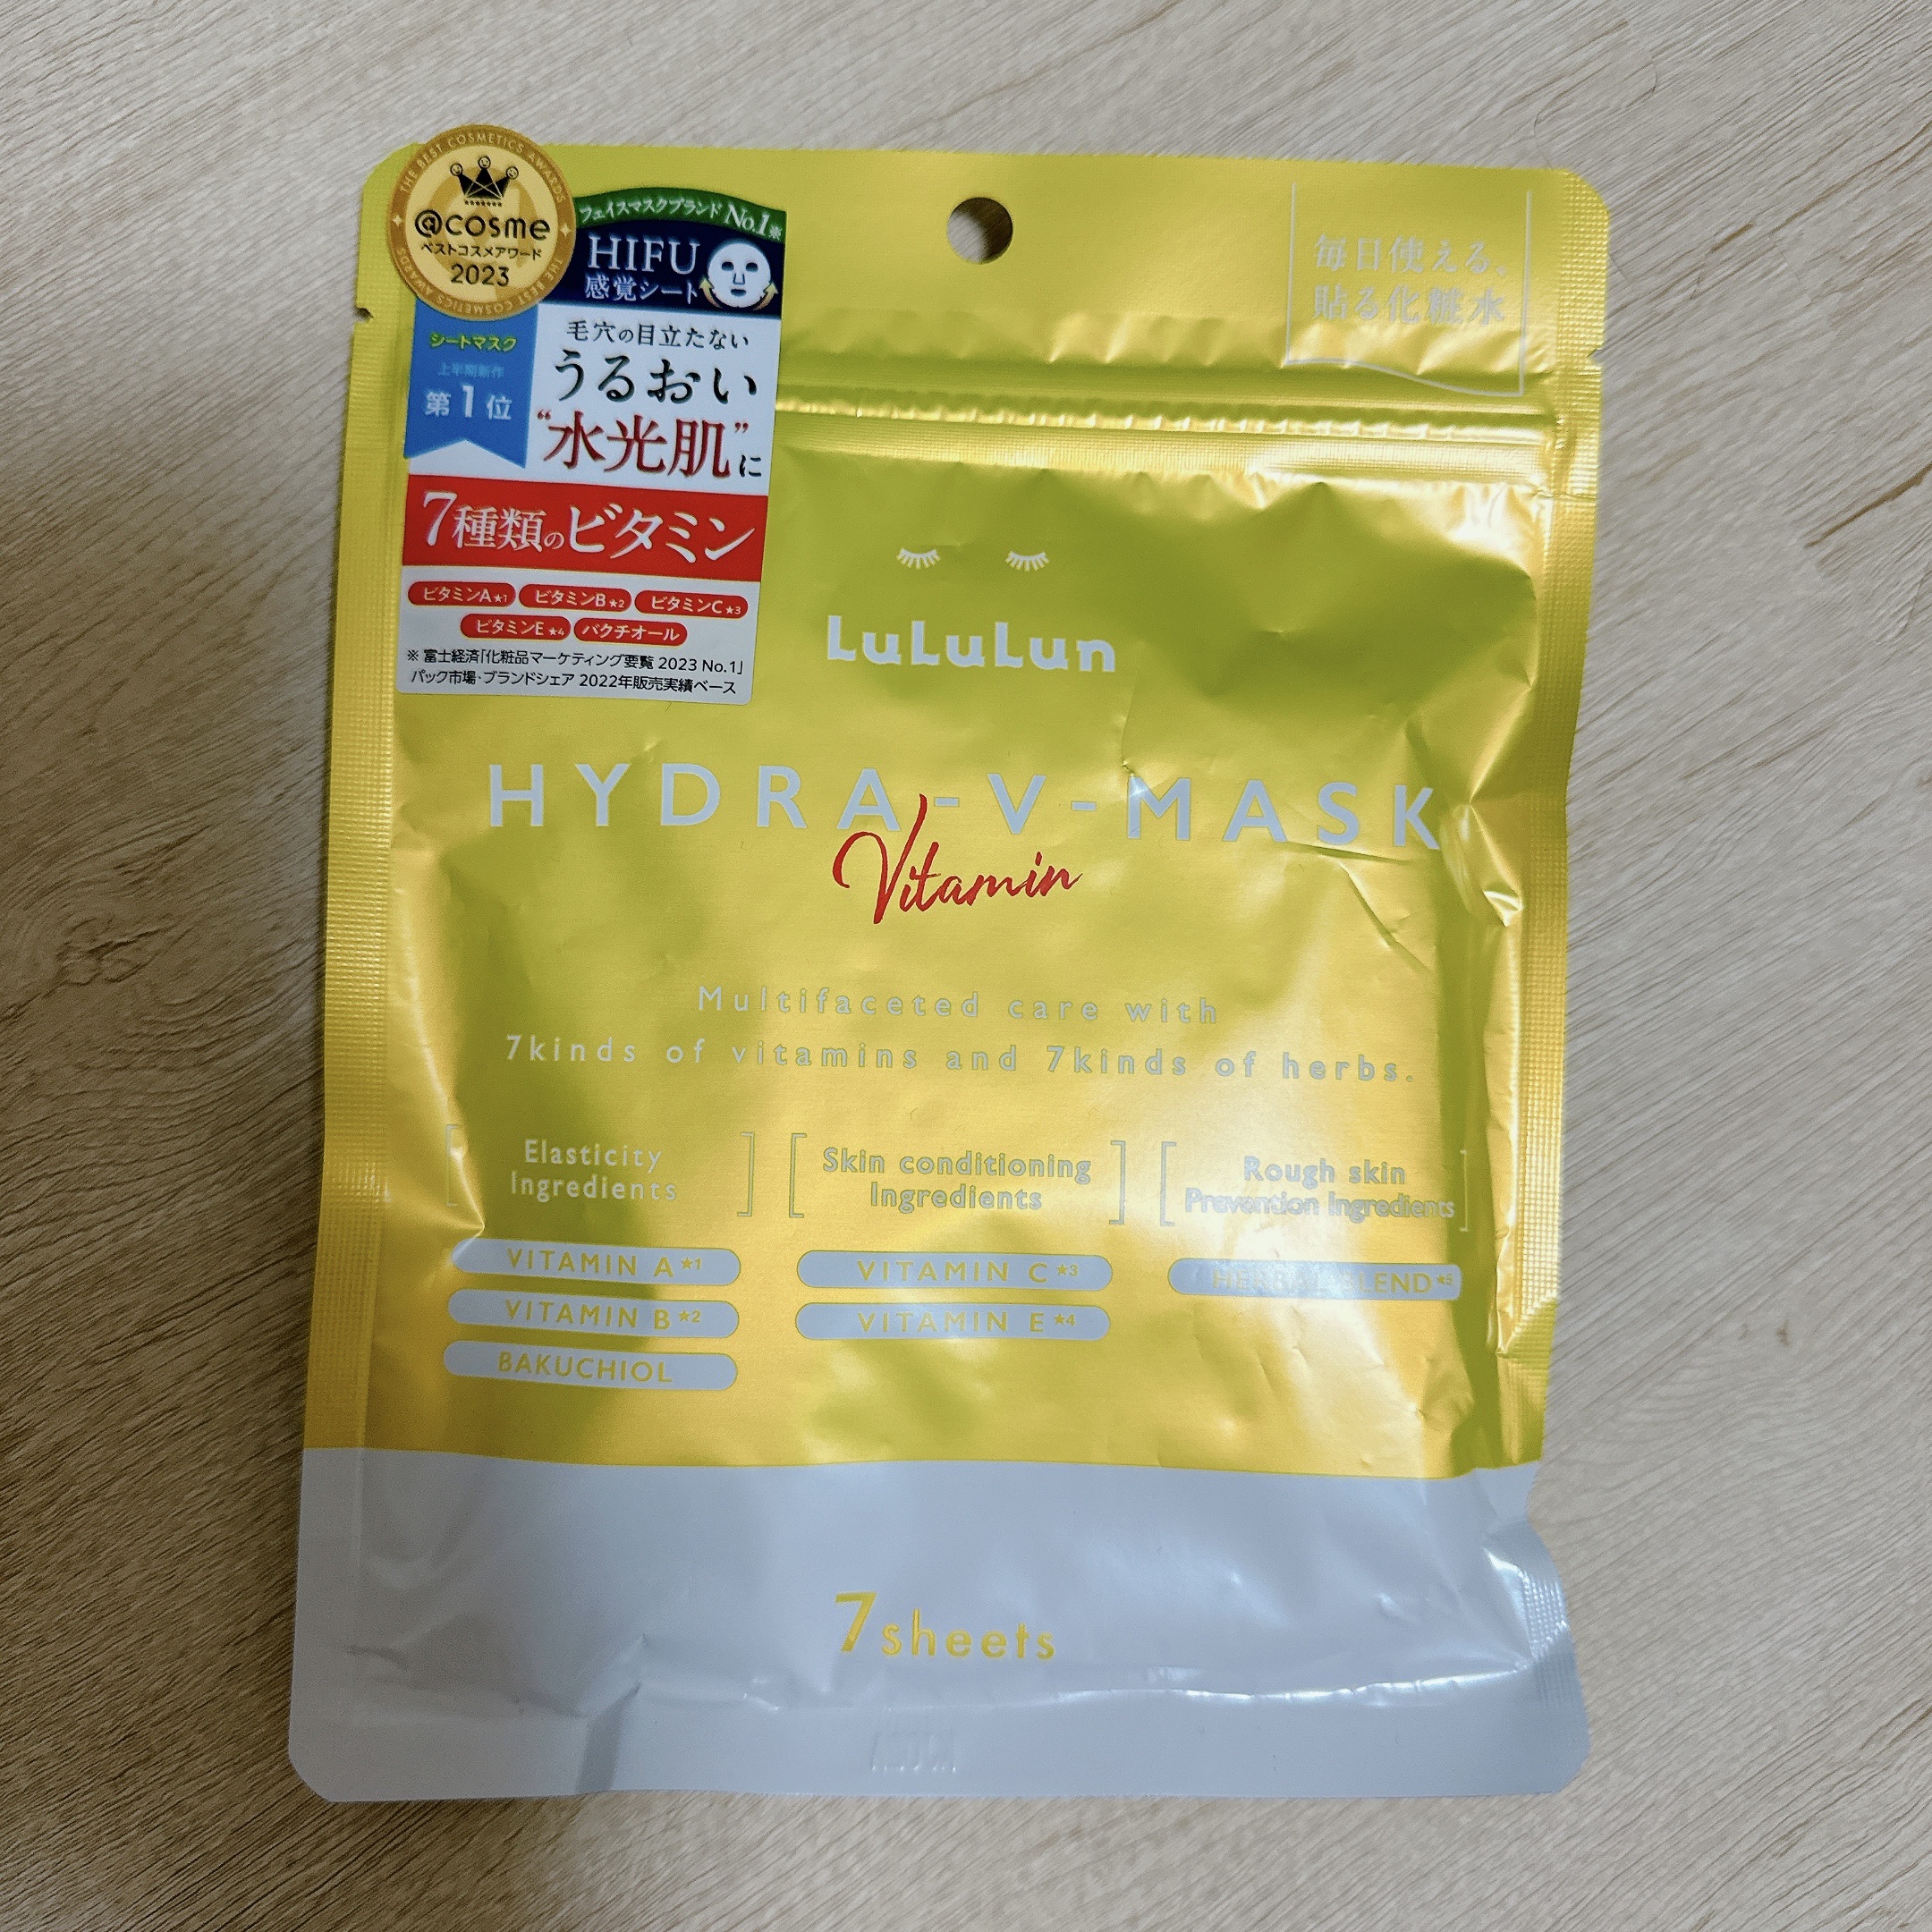 THE BEST COSMETICS AWARDS
@cosme
ベストコスメアワード
2023
THE BEST COSMETICS AWARDS
フェイスマスクブランド No.1※
HIFU
感覚シート
シートマスク
上半期新作
第1位
毛穴の目立たない
うるおい
“水光肌”に
7種類のビタミン
ビタミンA★1 ビタミンB★2 ビタミンC★3
ビタミンE★4 バクチオール
※ 富士経済「化粧品マーケティング要覧 2023 No.1」
パック市場・ブランドシェア 2022年販売実績ベース
毎日使える、
貼る化粧水
LuLuLun
HYDRA-V-MASK
Vitamin
Multifaceted care with
7kinds of vitamins and 7kinds of herbs.
Elasticity
Ingredients
VITAMIN A★1
VITAMIN B★2
BAKUCHIOL
Skin conditioning
Ingredients
VITAMIN C★3
VITAMIN E★4
Rough skin
Prevention Ingredients
HERBAL BLEND★5
7sheets